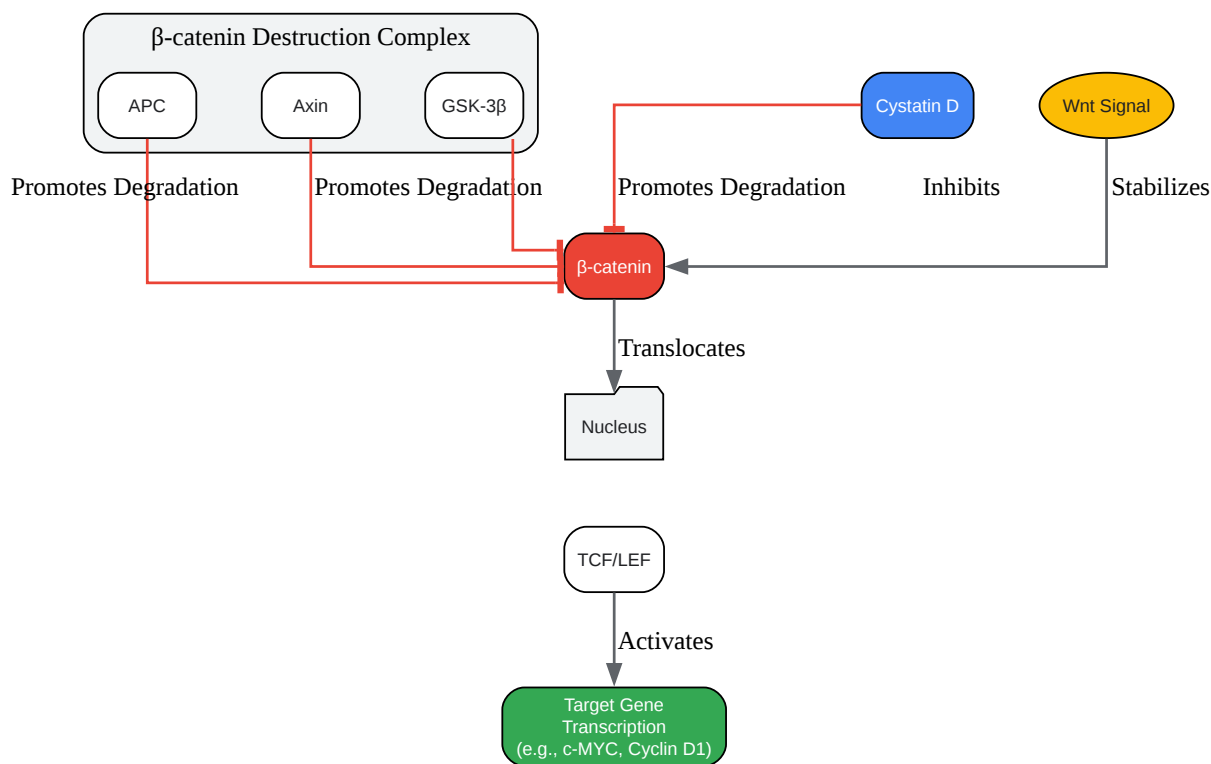 β-catenin Destruction Complex
APC
Axin
GSK-3β
Cystatin D
Wnt Signal
Promotes Degradation
Promotes Degradation
Promotes Degradation
Inhibits
Stabilizes
β-catenin
Translocates
Nucleus
TCF/LEF
Activates
Target Gene
Transcription
(e.g., c-MYC, Cyclin D1)